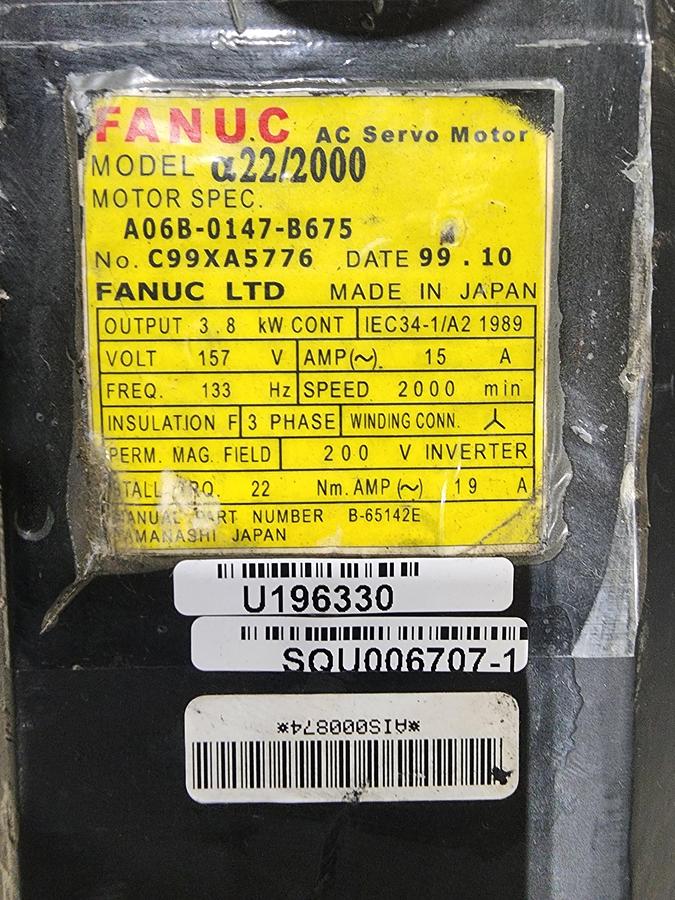 FANUC AC Servo Motor
MODEL α22/2000
MOTOR SPEC.
A06B-0147-B675
No. C99XA5776 DATE 99.10
FANUC LTD MADE IN JAPAN
OUTPUT 3.8 kW CONT IEC34-1/A2 1989
VOLT 157 V AMP(~) 15 A
FREQ. 133 Hz SPEED 2000 min
INSULATION F 3 PHASE WINDING CONN.
PERM. MAG. FIELD 200 V INVERTER
STALL TRQ. 22 Nm. AMP(~) 19 A
MANUAL PART NUMBER B-65142E
YAMANASHI JAPAN
U196330
SQU006707-1
*AIS000874*